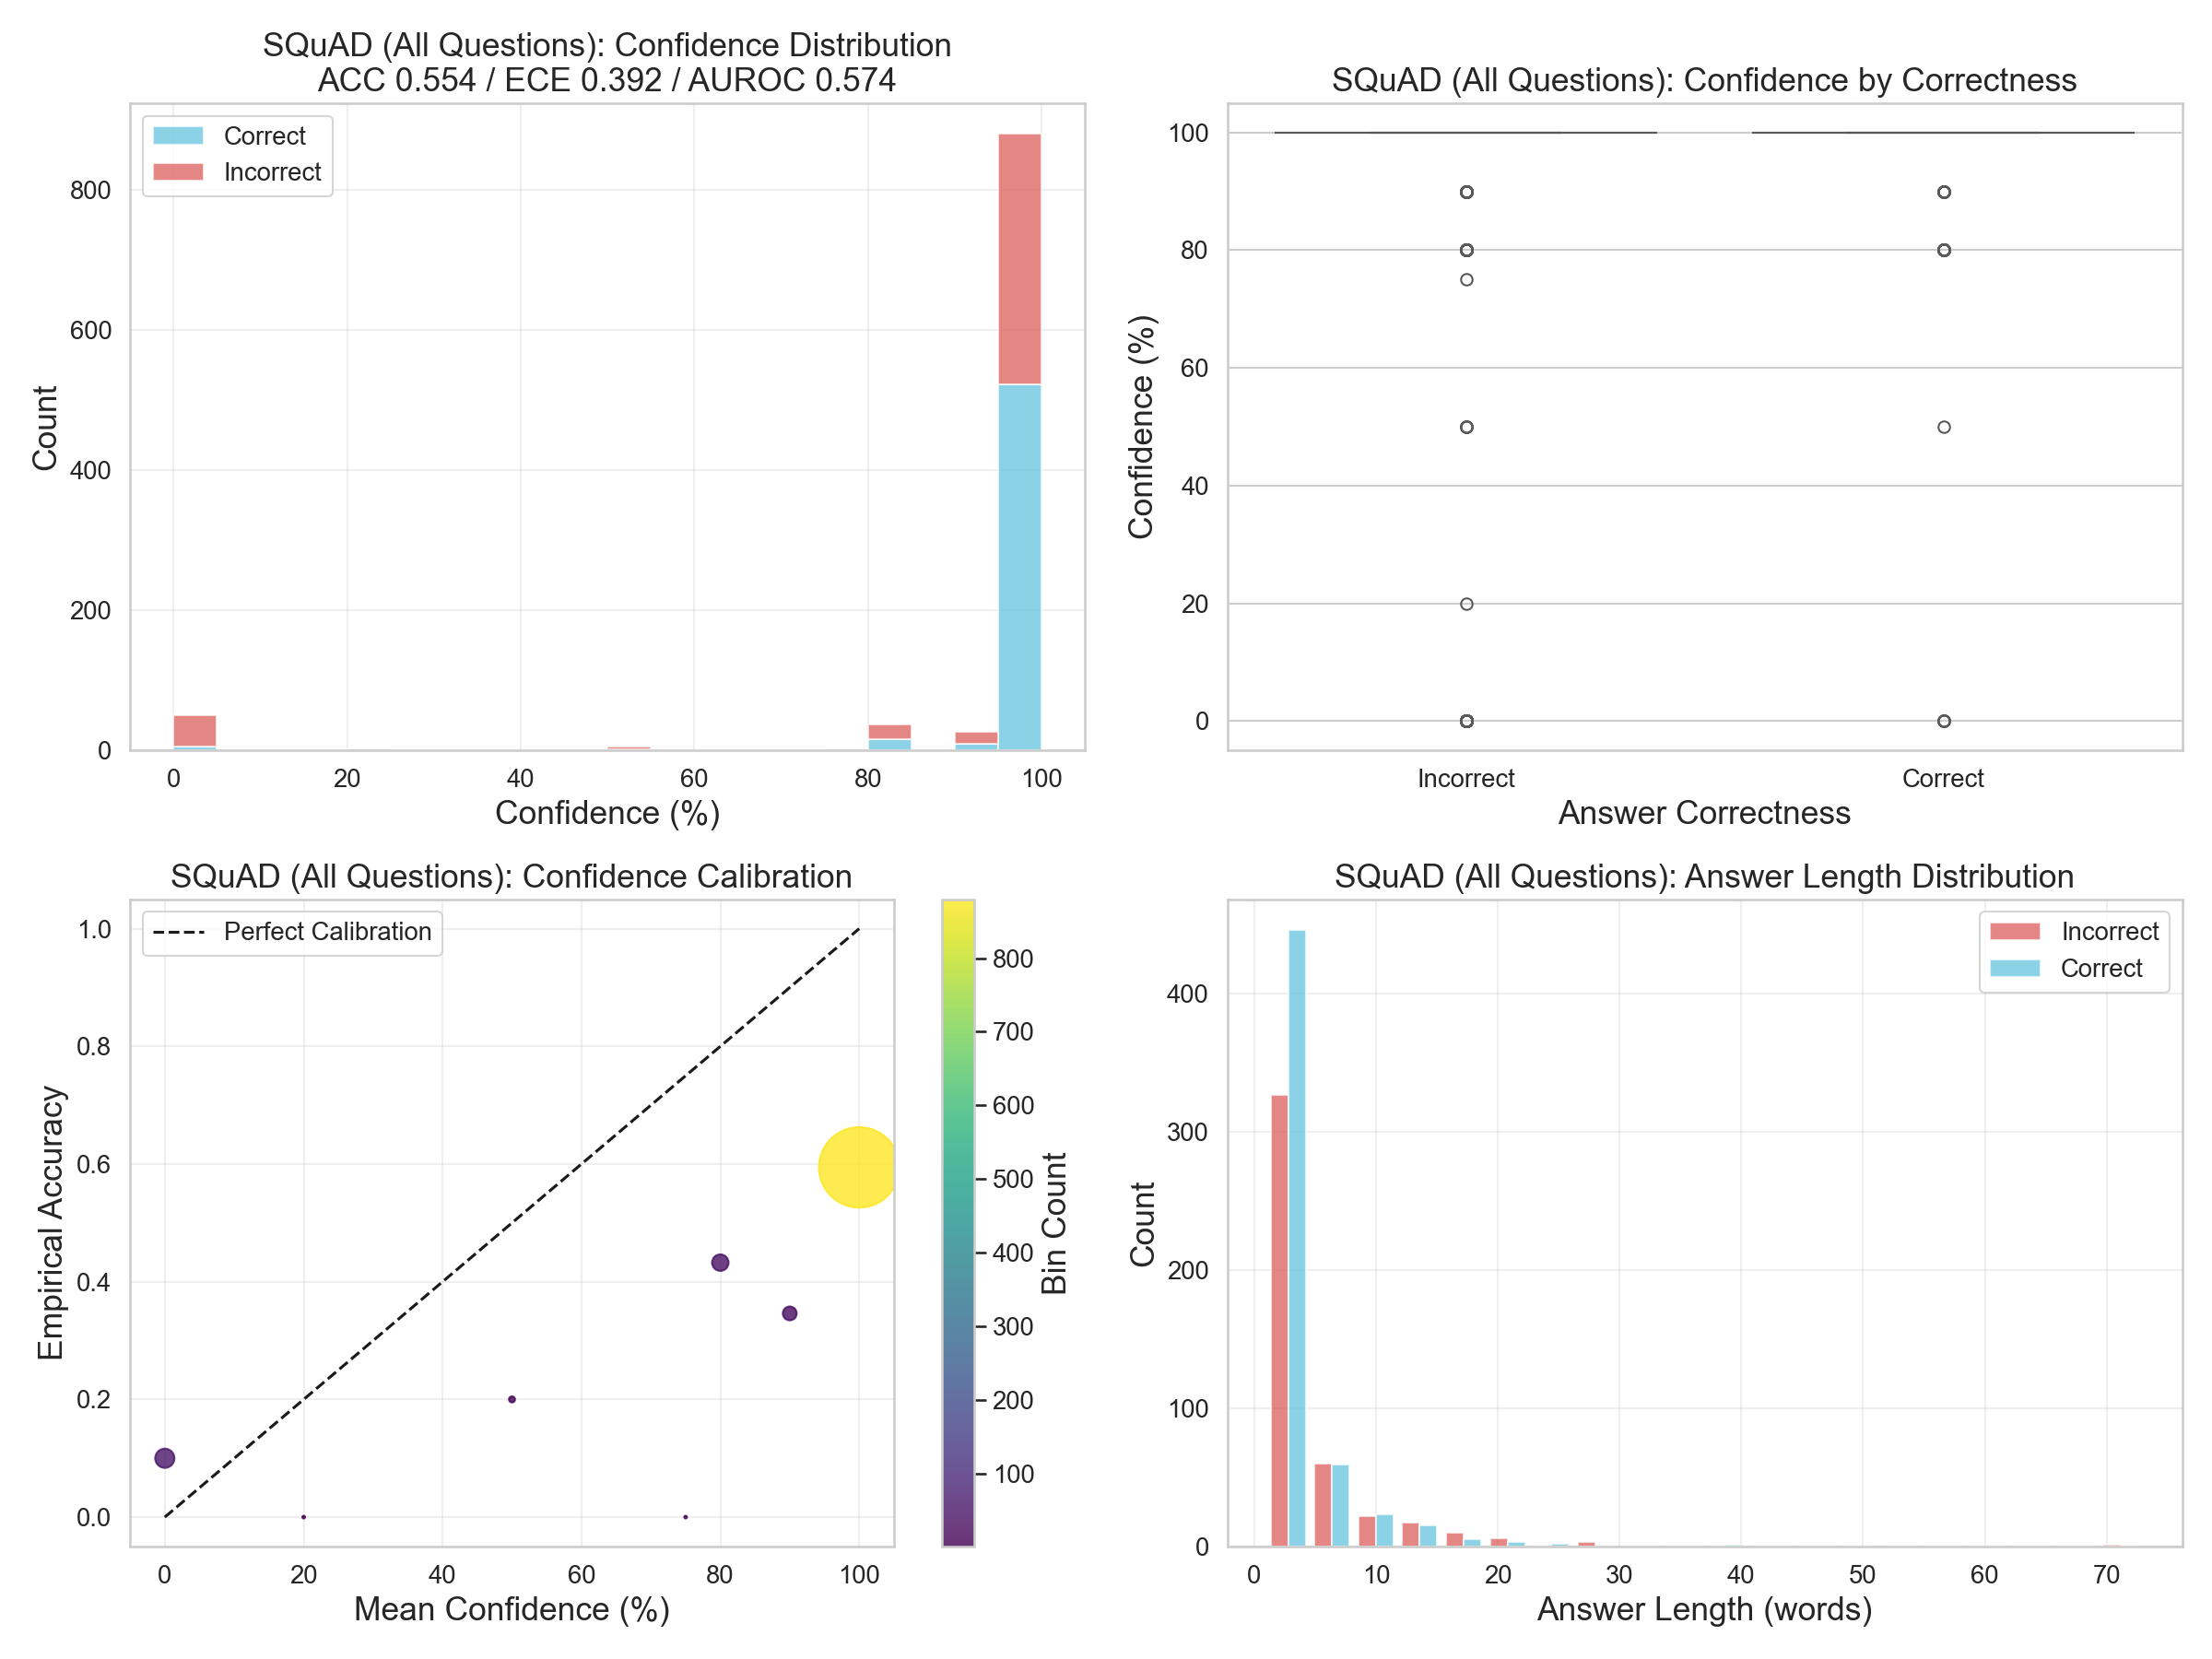 SQuAD (All Questions): Confidence Distribution
ACC 0.554 / ECE 0.392 / AUROC 0.574
Correct
Incorrect
800
600
400
200
0
Count
0 20 40 60 80 100
Confidence (%)
SQuAD (All Questions): Confidence by Correctness
100
80
60
40
20
0
Confidence (%)
Incorrect Correct
Answer Correctness
SQuAD (All Questions): Confidence Calibration
Perfect Calibration
1.0
0.8
0.6
0.4
0.2
0.0
Empirical Accuracy
0 20 40 60 80 100
Mean Confidence (%)
800
700
600
500
400
300
200
100
Bin Count
SQuAD (All Questions): Answer Length Distribution
Incorrect
Correct
400
300
200
100
0
Count
0 10 20 30 40 50 60 70
Answer Length (words)